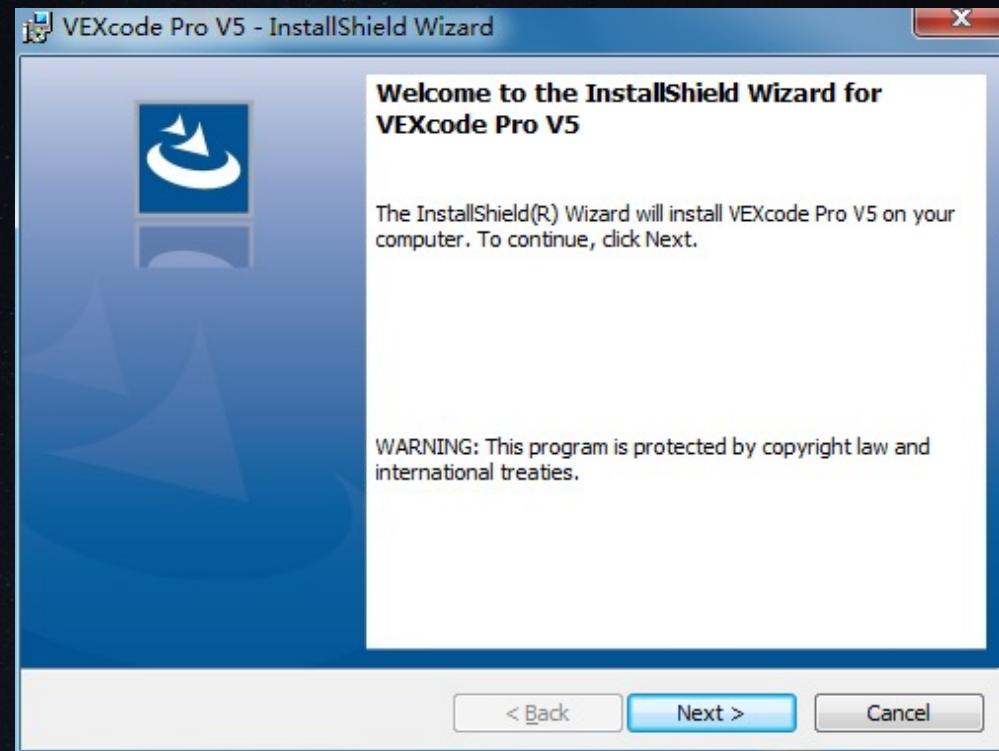 VEXcode Pro V5 - InstallShield Wizard
Welcome to the InstallShield Wizard for
VEXcode Pro V5
The InstallShield(R) Wizard will install VEXcode Pro V5 on your
computer. To continue, click Next.
WARNING: This program is protected by copyright law and
international treaties.
< Back Next > Cancel